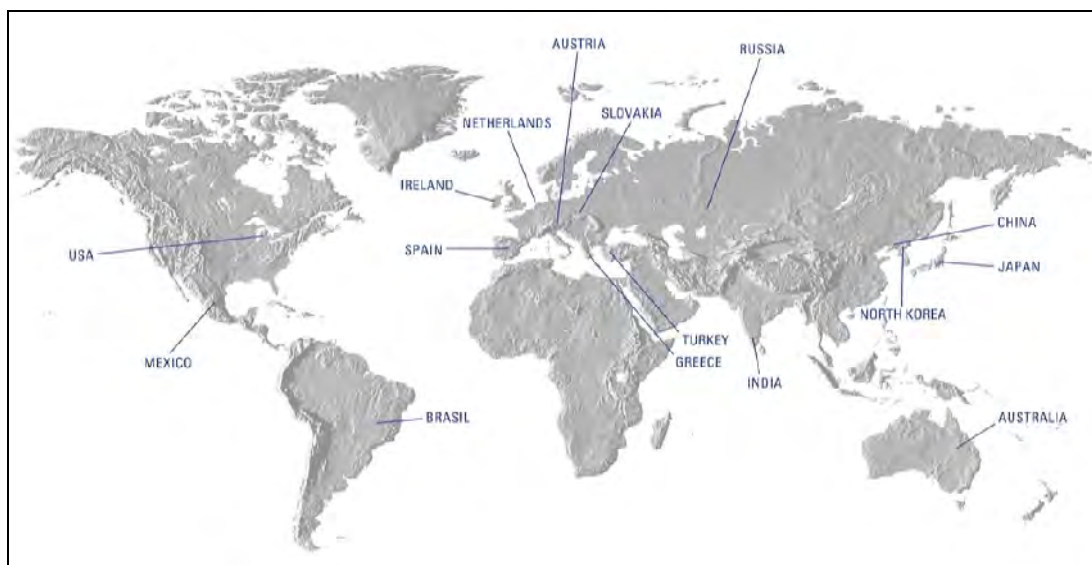 AUSTRIA
RUSSIA
NETHERLANDS
SLOVAKIA
IRELAND
CHINA
USA
SPAIN
JAPAN
NORTH KOREA
TURKEY
MEXICO
GREECE
INDIA
BRASIL
AUSTRALIA